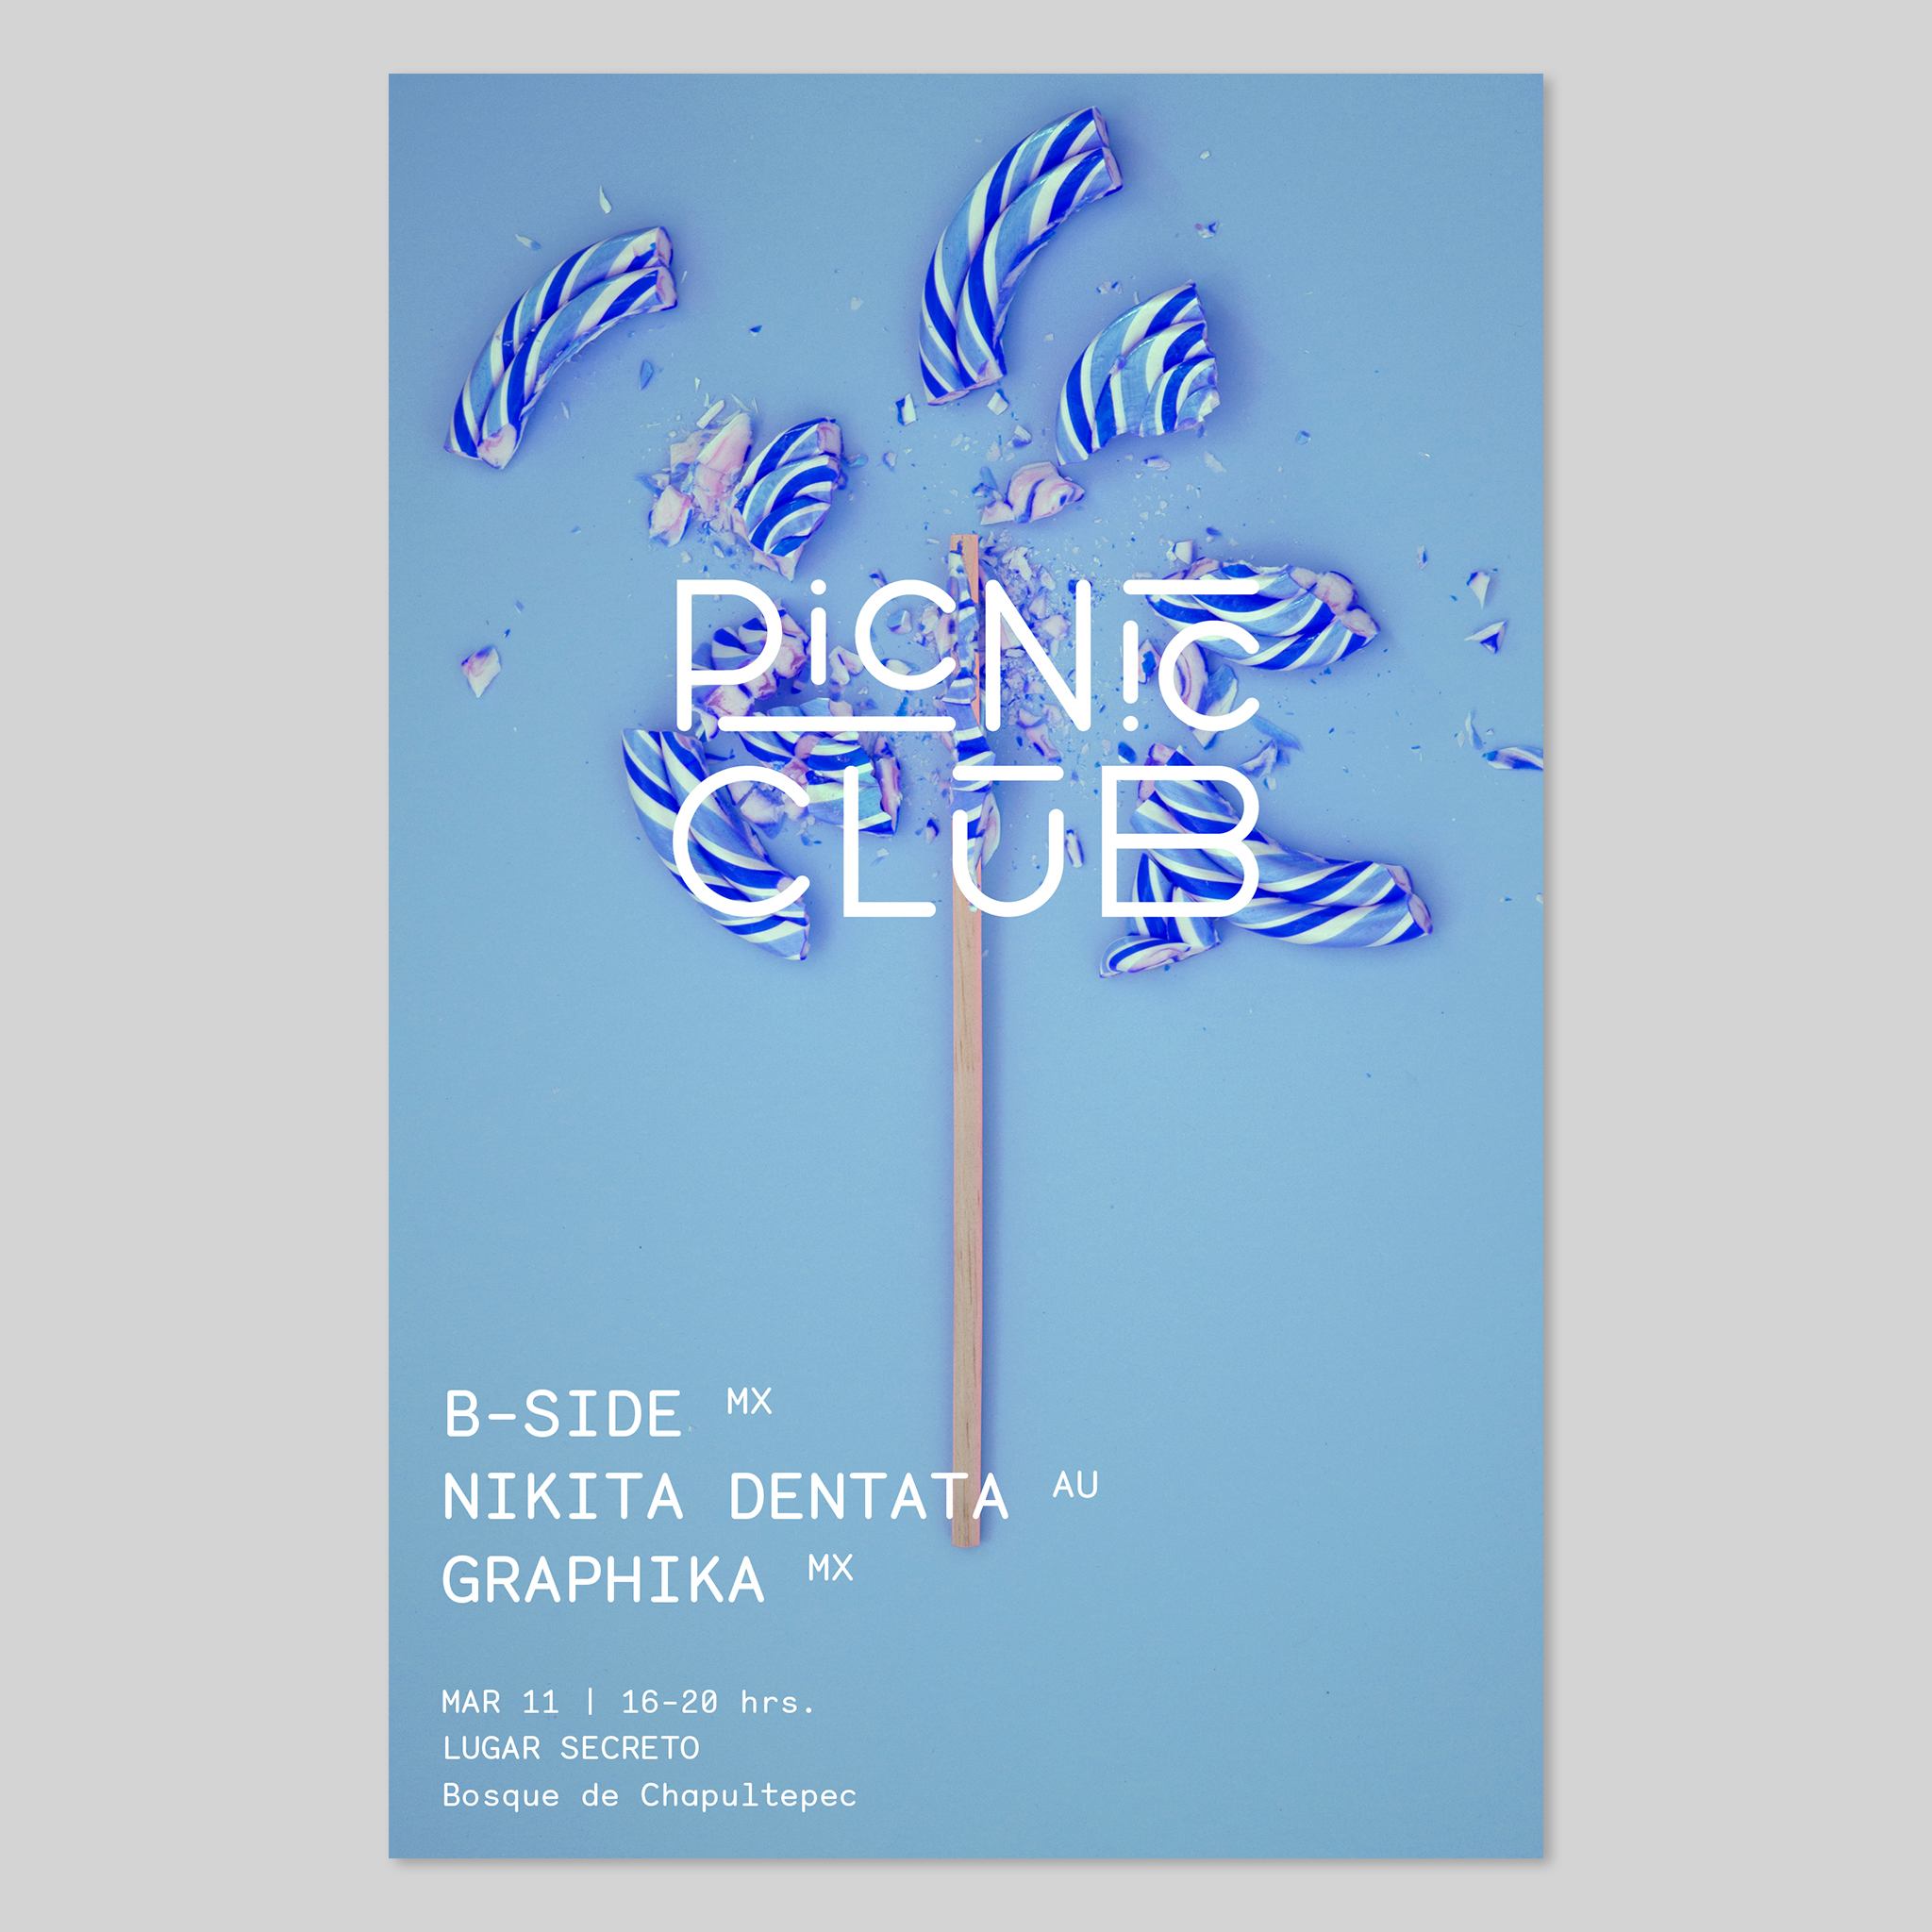 PiCNiC
CLUB
B-SIDE MX
NIKITA DENTATA AU
GRAPHIKA MX
MAR 11 | 16-20 hrs.
LUGAR SECRETO
Bosque de Chapultepec